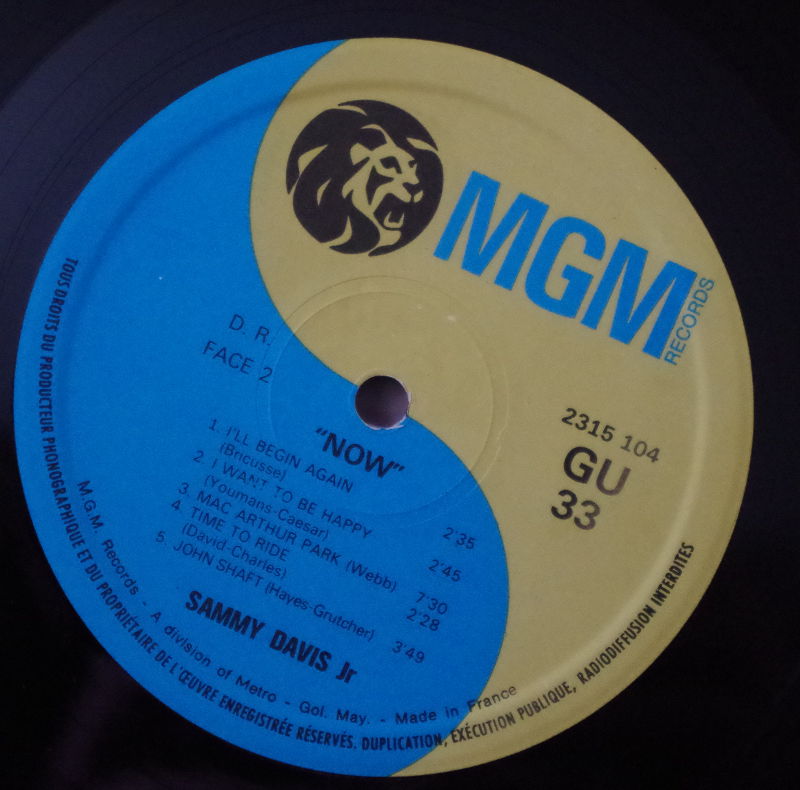 MGM
RECORDS
D. R.
FACE 2
2315 104
GU
33
"NOW"
1. I'LL BEGIN AGAIN
(Bricusse) 2'35
2 I WANT TO BE HAPPY
(Youmans-Caesar) 2'45
3. MAC ARTHUR PARK (Webb) 7'30
4. TIME TO RIDE
(David-Charles) 2'28
5. JOHN SHAFT (Hayes-Grutcher) 3'49
SAMMY DAVIS Jr
M.G.M. Records - A division of Metro - Gol. May. - Made in France
TOUS DROITS DU PRODUCTEUR PHONOGRAPHIQUE ET DU PROPRIÉTAIRE DE L'ŒUVRE ENREGISTRÉE RÉSERVÉS. DUPLICATION, EXÉCUTION PUBLIQUE, RADIODIFFUSION INTERDITES